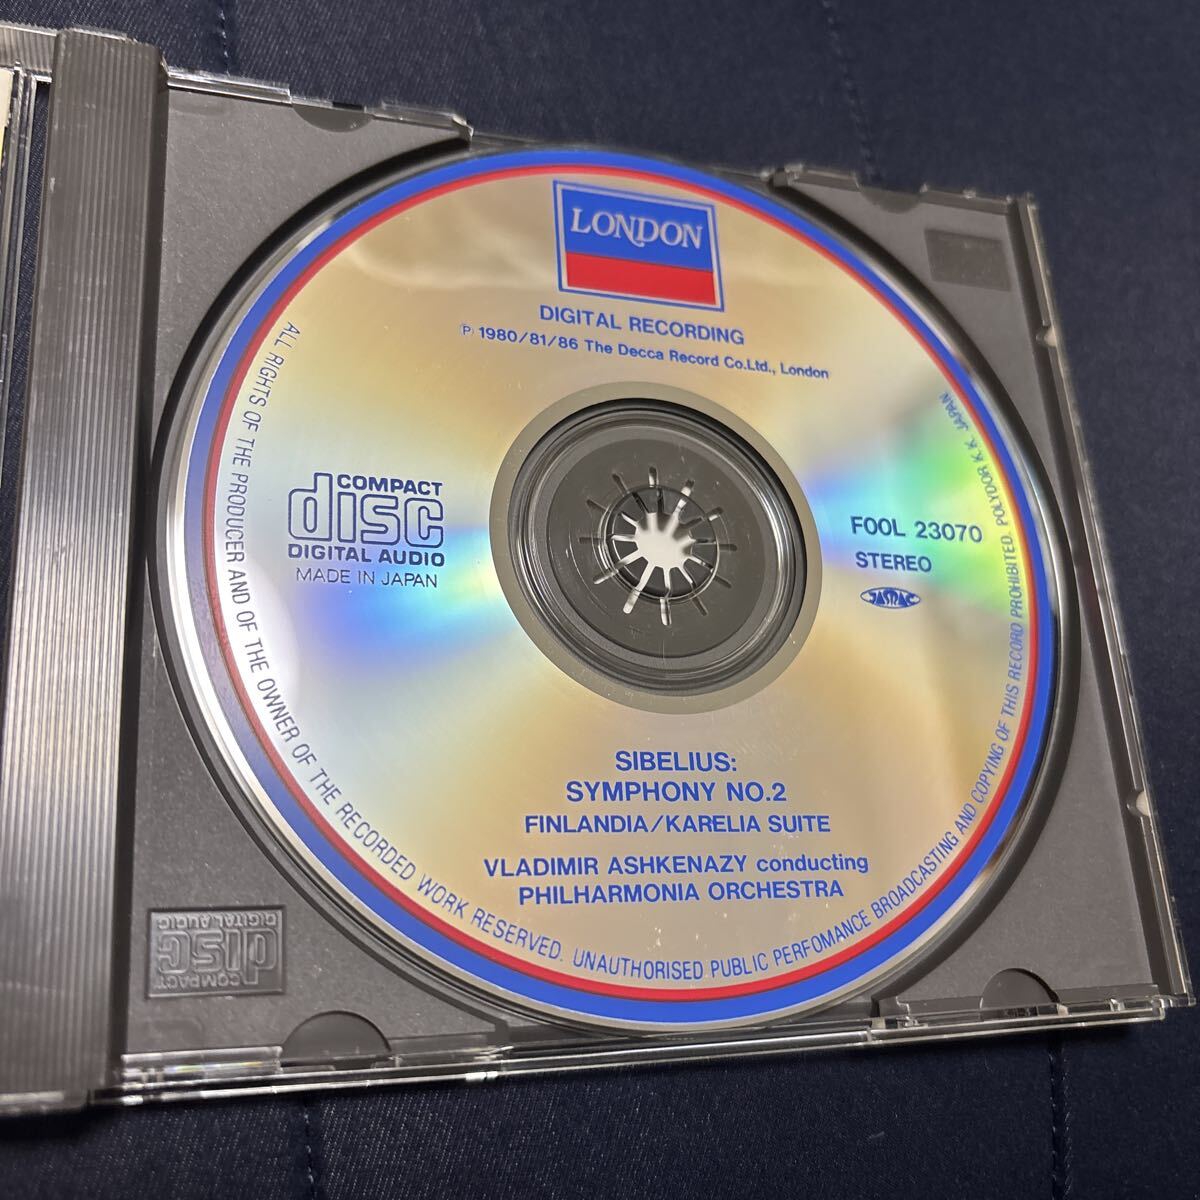 LONDON
DIGITAL RECORDING
Ⓟ 1980/81/86 The Decca Record Co.Ltd., London
COMPACT
disc
DIGITAL AUDIO
MADE IN JAPAN
FOOL 23070
STEREO
JASRAC
SIBELIUS:
SYMPHONY NO.2
FINLANDIA/KARELIA SUITE
VLADIMIR ASHKENAZY conducting
PHILHARMONIA ORCHESTRA
ALL RIGHTS OF THE PRODUCER AND OF THE OWNER OF THE RECORDED WORK RESERVED. UNAUTHORISED PUBLIC PERFOMANCE BROADCASTING AND COPYING OF THIS RECORD PROHIBITED. POLYDOR K.K. JAPAN
COMPACT
disc
DIGITAL AUDIO